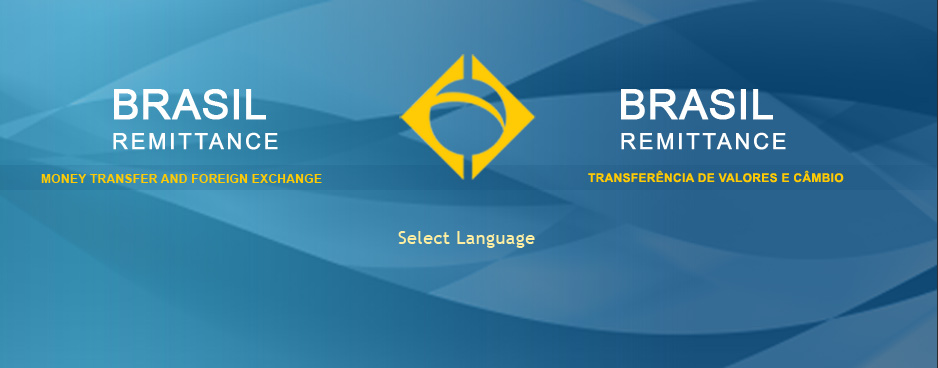 BRASIL
REMITTANCE
MONEY TRANSFER AND FOREIGN EXCHANGE
BRASIL
REMITTANCE
TRANSFERÊNCIA DE VALORES E CÂMBIO
Select Language